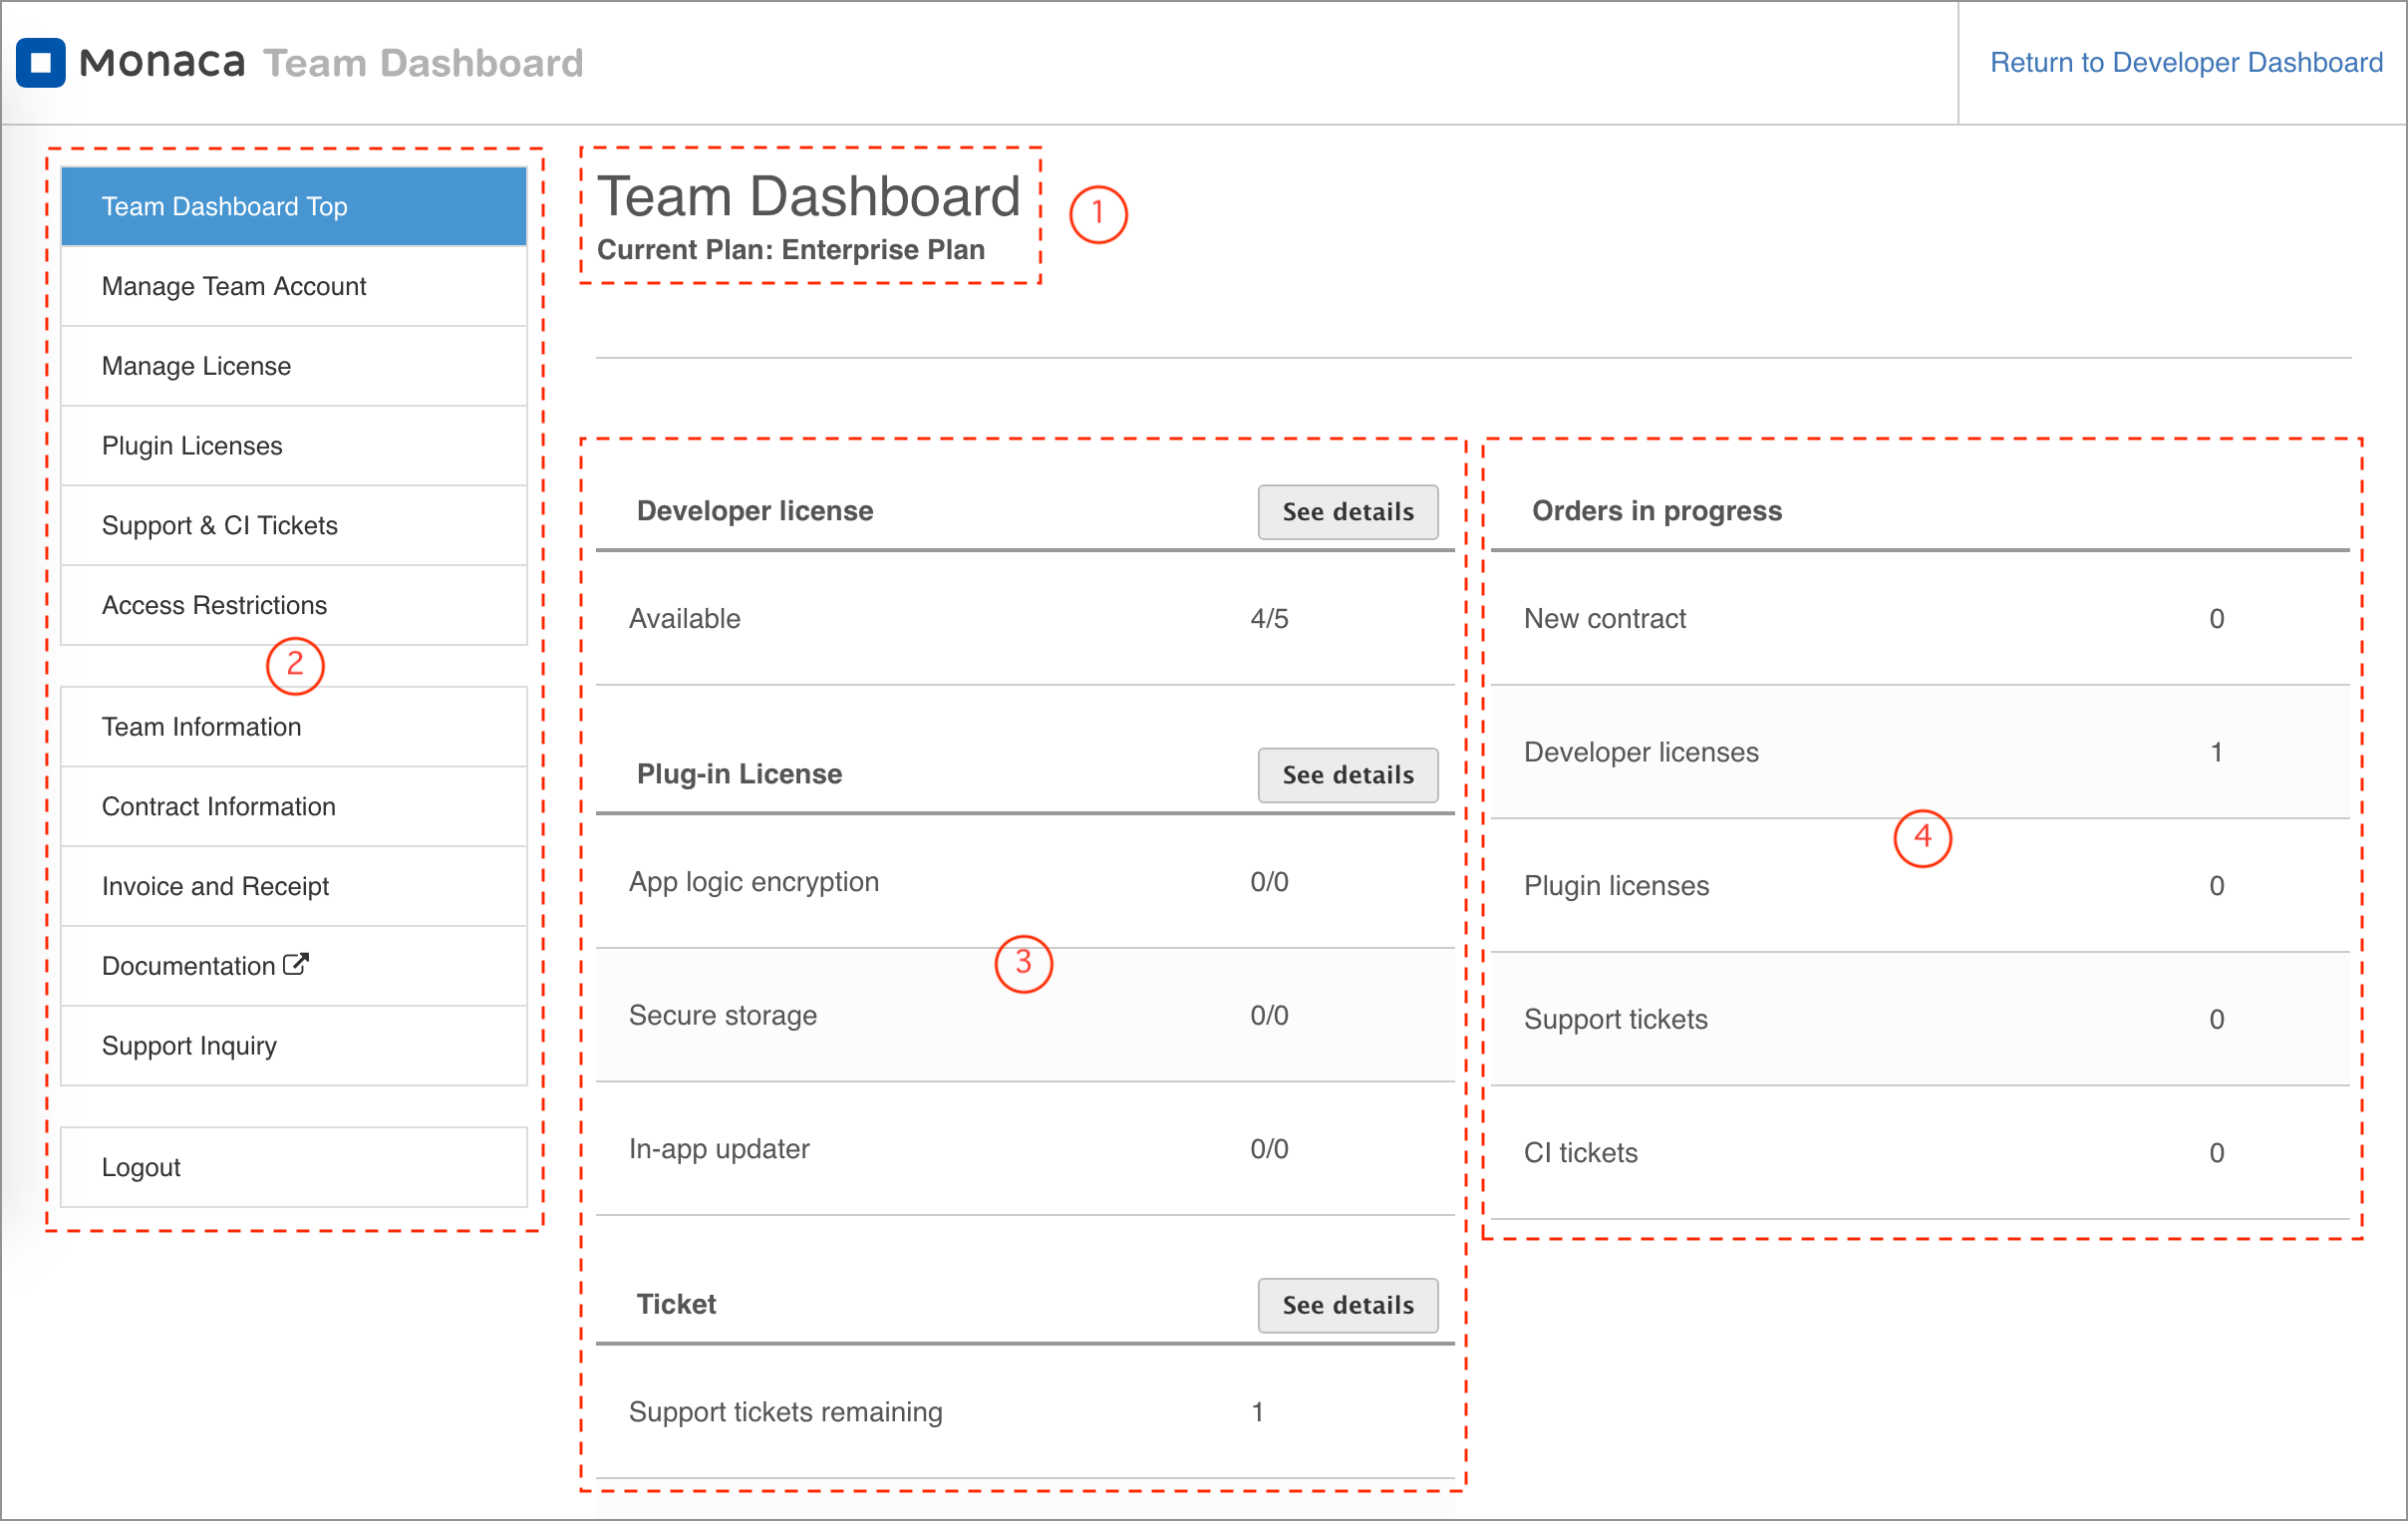 Monaca Team Dashboard
Return to Developer Dashboard
Team Dashboard
Current Plan: Enterprise Plan
1
Team Dashboard Top
Manage Team Account
Manage License
Plugin Licenses
Support & CI Tickets
Access Restrictions
2
Team Information
Contract Information
Invoice and Receipt
Documentation
Support Inquiry
Logout
Developer license See details
Available 4/5
Plug-in License See details
App logic encryption 0/0
3
Secure storage 0/0
In-app updater 0/0
Ticket See details
Support tickets remaining 1
Orders in progress
New contract 0
Developer licenses 1
4
Plugin licenses 0
Support tickets 0
CI tickets 0